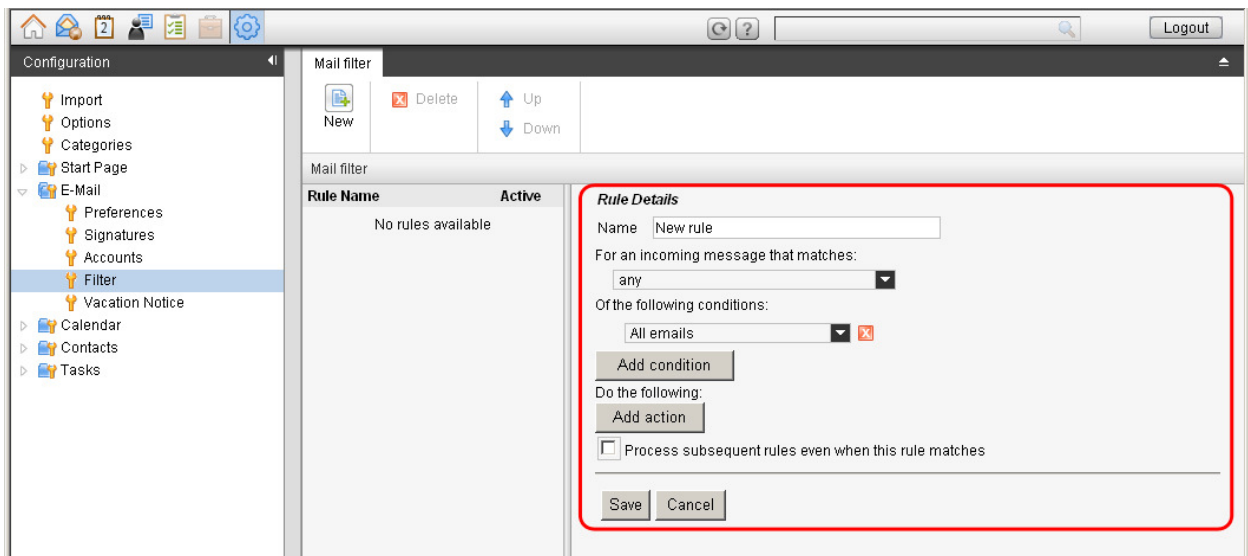 2
?
Logout
Configuration
Import
Options
Categories
Start Page
E-Mail
Preferences
Signatures
Accounts
Filter
Vacation Notice
Calendar
Contacts
Tasks
Mail filter
New
Delete
Up
Down
Mail filter
Rule Name Active
No rules available
Rule Details
Name New rule
For an incoming message that matches:
any
Of the following conditions:
All emails
Add condition
Do the following:
Add action
Process subsequent rules even when this rule matches
Save Cancel